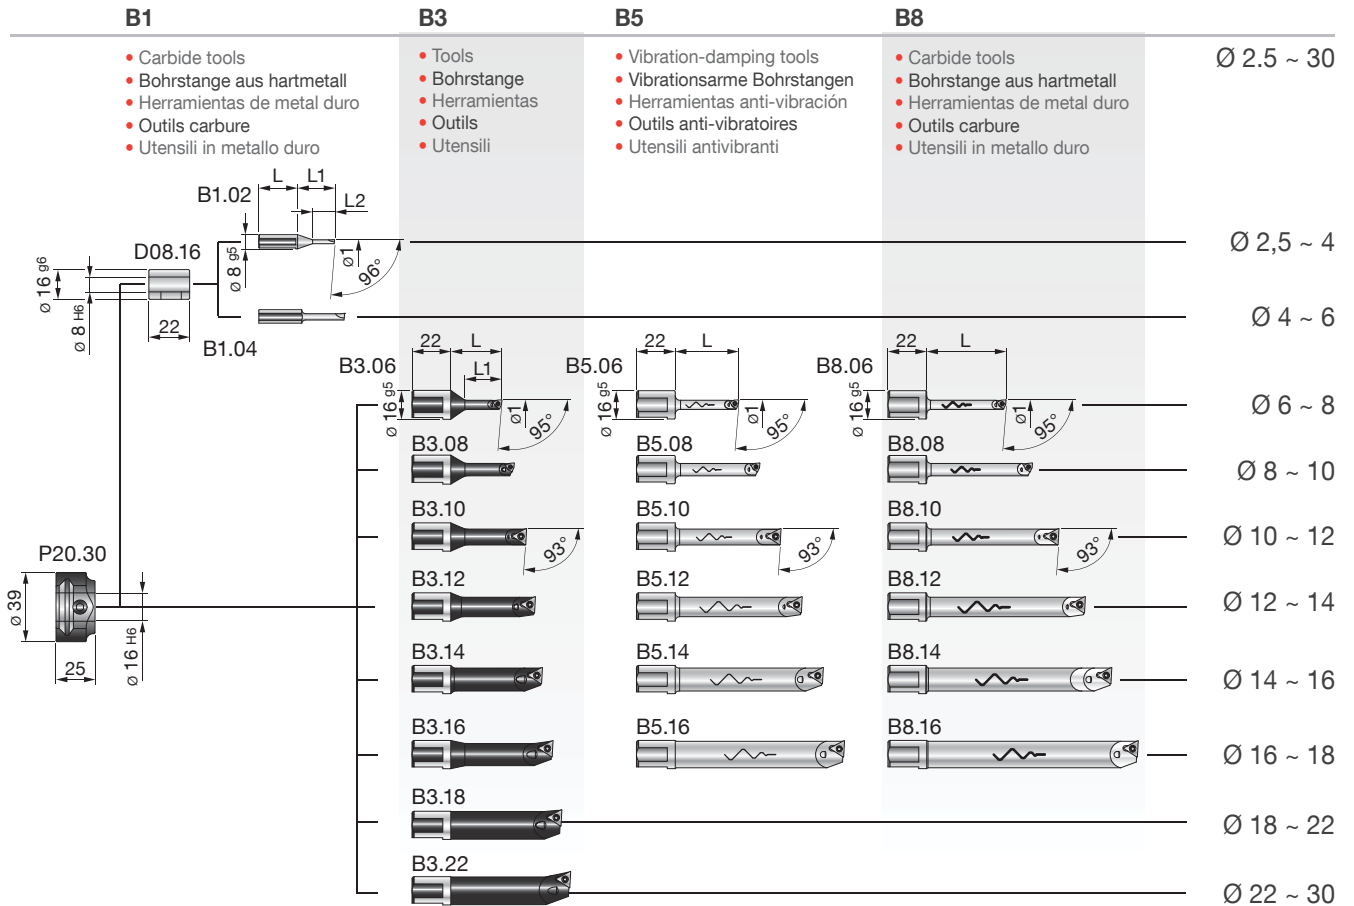 B1 B3 B5 B8
• Carbide tools
• Bohrstange aus hartmetall
• Herramientas de metal duro
• Outils carbure
• Utensili in metallo duro
• Tools
• Bohrstange
• Herramientas
• Outils
• Utensili
• Vibration-damping tools
• Vibrationsarme Bohrstangen
• Herramientas anti-vibración
• Outils anti-vibratoires
• Utensili antivibranti
• Carbide tools
• Bohrstange aus hartmetall
• Herramientas de metal duro
• Outils carbure
• Utensili in metallo duro
Ø 2.5 ~ 30
B1.02
L L1
L2
Ø 8 g5
Ø1
96°
Ø 2,5 ~ 4
D08.16
Ø 16 g6
Ø 8 H6
22
B1.04
Ø 4 ~ 6
B3.06
22 L
L1
Ø 16 g5
Ø1
95°
B5.06
22 L
Ø 16 g5
Ø1
95°
B8.06
22 L
Ø 16 g5
Ø1
95°
Ø 6 ~ 8
B3.08 B5.08 B8.08
Ø 8 ~ 10
B3.10 B5.10 B8.10
93° 93° 93°
Ø 10 ~ 12
P20.30
Ø 39
25
Ø 16 H6
B3.12 B5.12 B8.12
Ø 12 ~ 14
B3.14 B5.14 B8.14
Ø 14 ~ 16
B3.16 B5.16 B8.16
Ø 16 ~ 18
B3.18
Ø 18 ~ 22
B3.22
Ø 22 ~ 30